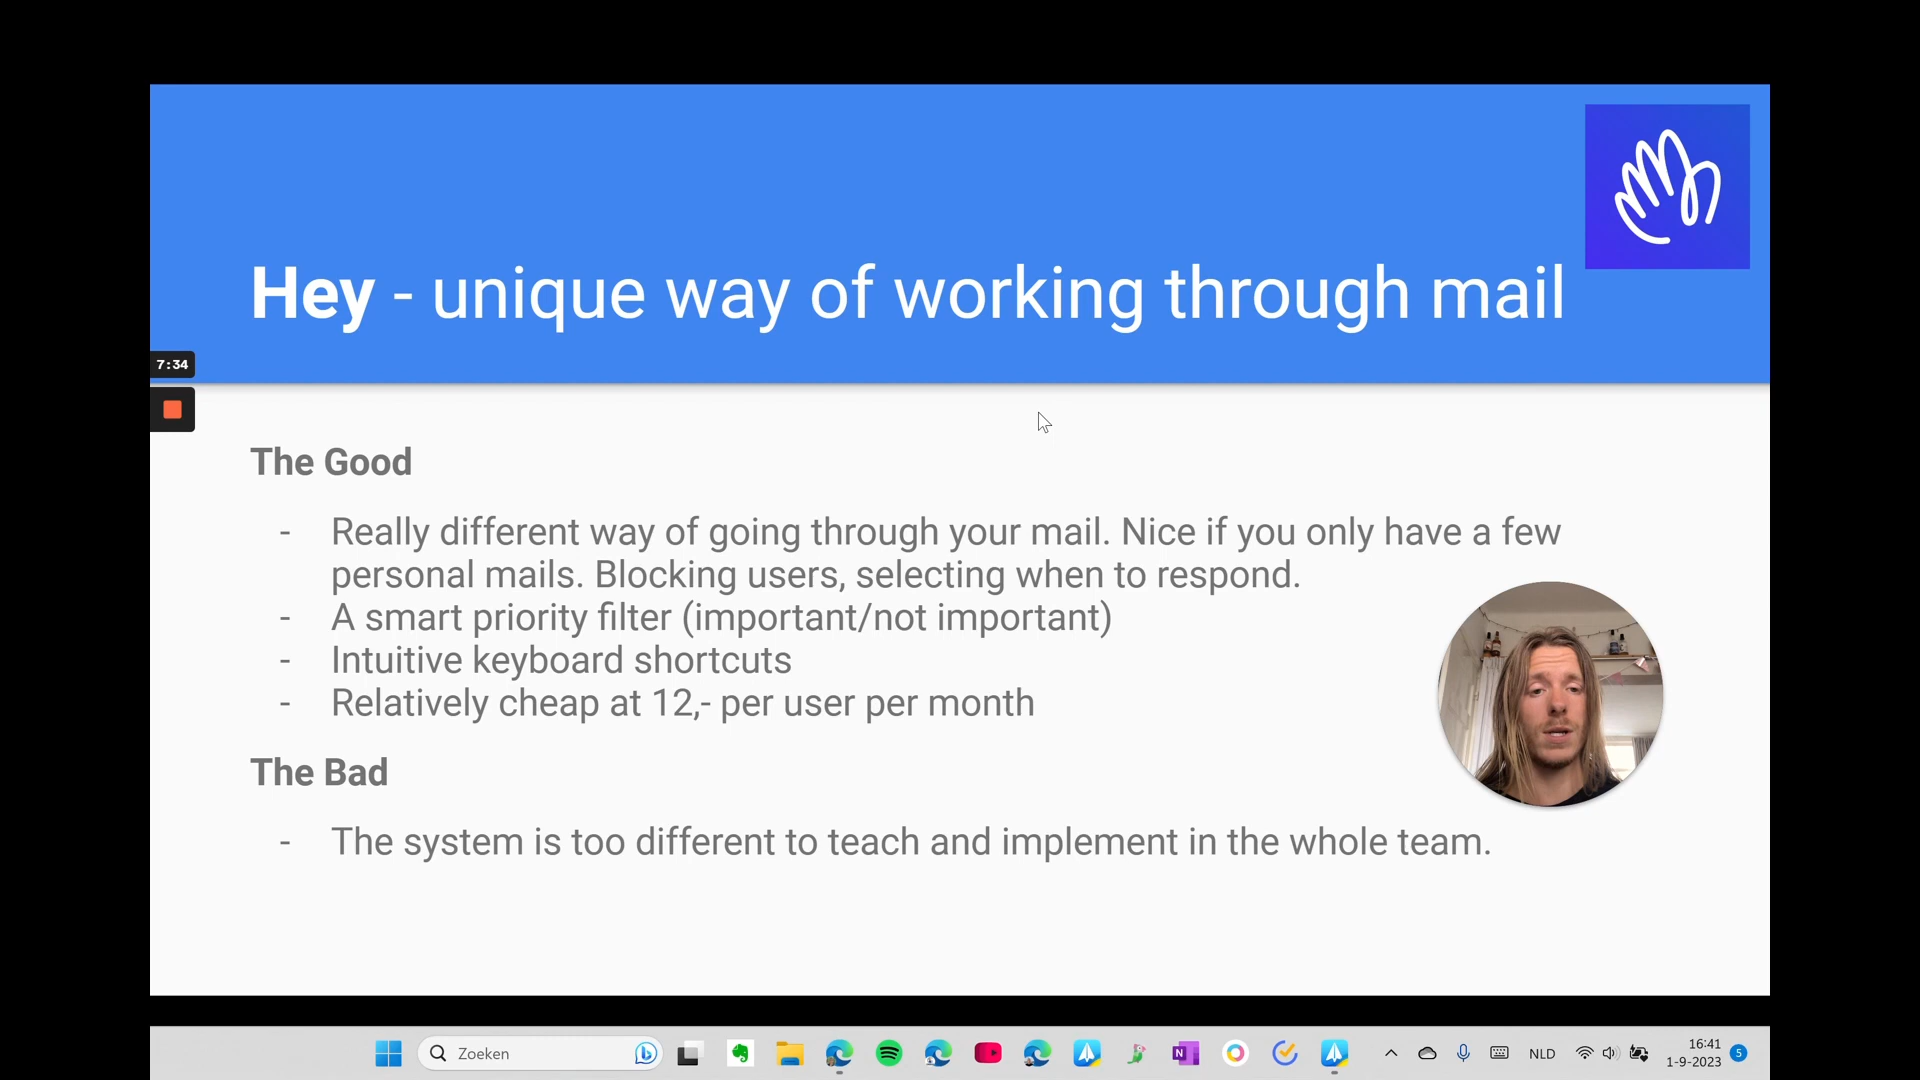 Hey - unique way of working through mail
7:34
The Good
- Really different way of going through your mail. Nice if you only have a few
personal mails. Blocking users, selecting when to respond.
- A smart priority filter (important/not important)
- Intuitive keyboard shortcuts
- Relatively cheap at 12,- per user per month
The Bad
- The system is too different to teach and implement in the whole team.
Zoeken
N
NLD
16:41
1-9-2023
5